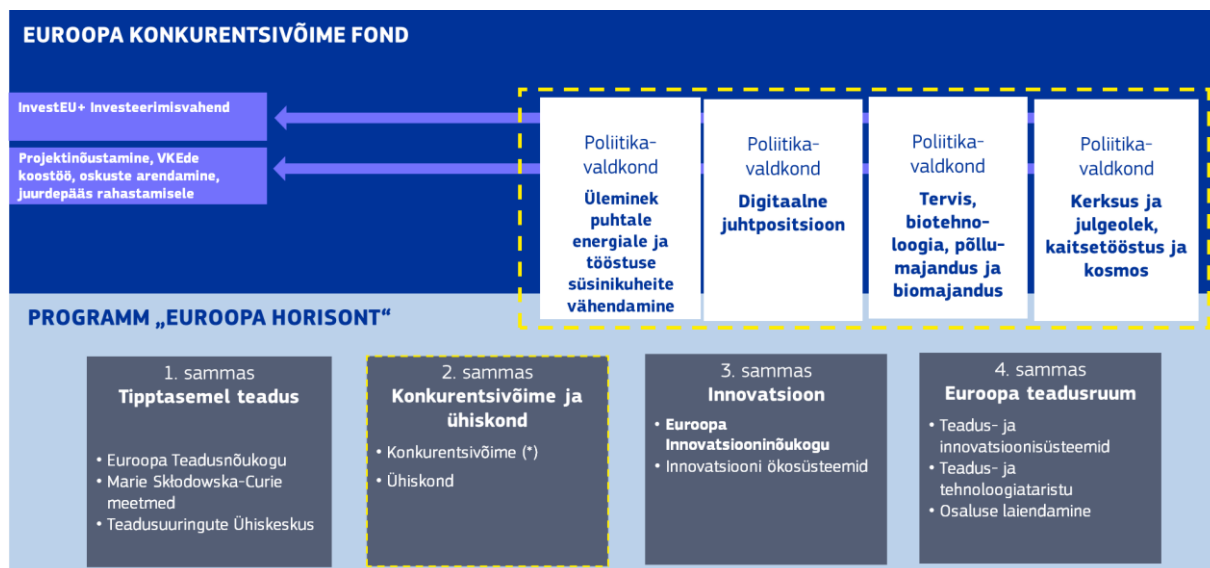 EUROOPA KONKURENTSIVÕIME FOND
InvestEU+ Investeerimisvahend
Projektinõustamine, VKEde
koostöö, oskuste arendamine,
juurdepääs rahastamisele
Poliitika-
valdkond
Üleminek
puhtale
energiale ja
tööstuse
süsinikuheite
vähendamine
Poliitika-
valdkond
Digitaalne
juhtpositsioon
Poliitika-
valdkond
Tervis,
biotehno-
loogia, põllu-
majandus ja
biomajandus
Poliitika-
valdkond
Kerksus ja
julgeolek,
kaitsetööstus ja
kosmos
PROGRAMM „EUROOPA HORISONT“
1. sammas
Tipptasemel teadus
• Euroopa Teadusnõukogu
• Marie Skłodowska-Curie
meetmed
• Teadusuuringute Ühiskeskus
2. sammas
Konkurentsivõime ja
ühiskond
• Konkurentsivõime (*)
• Ühiskond
3. sammas
Innovatsioon
• Euroopa
Innovatsiooninõukogu
• Innovatsiooni ökosüsteemid
4. sammas
Euroopa teadusruum
• Teadus- ja
innovatsioonisüsteemid
• Teadus- ja
tehnoloogiataristu
• Osaluse laiendamine